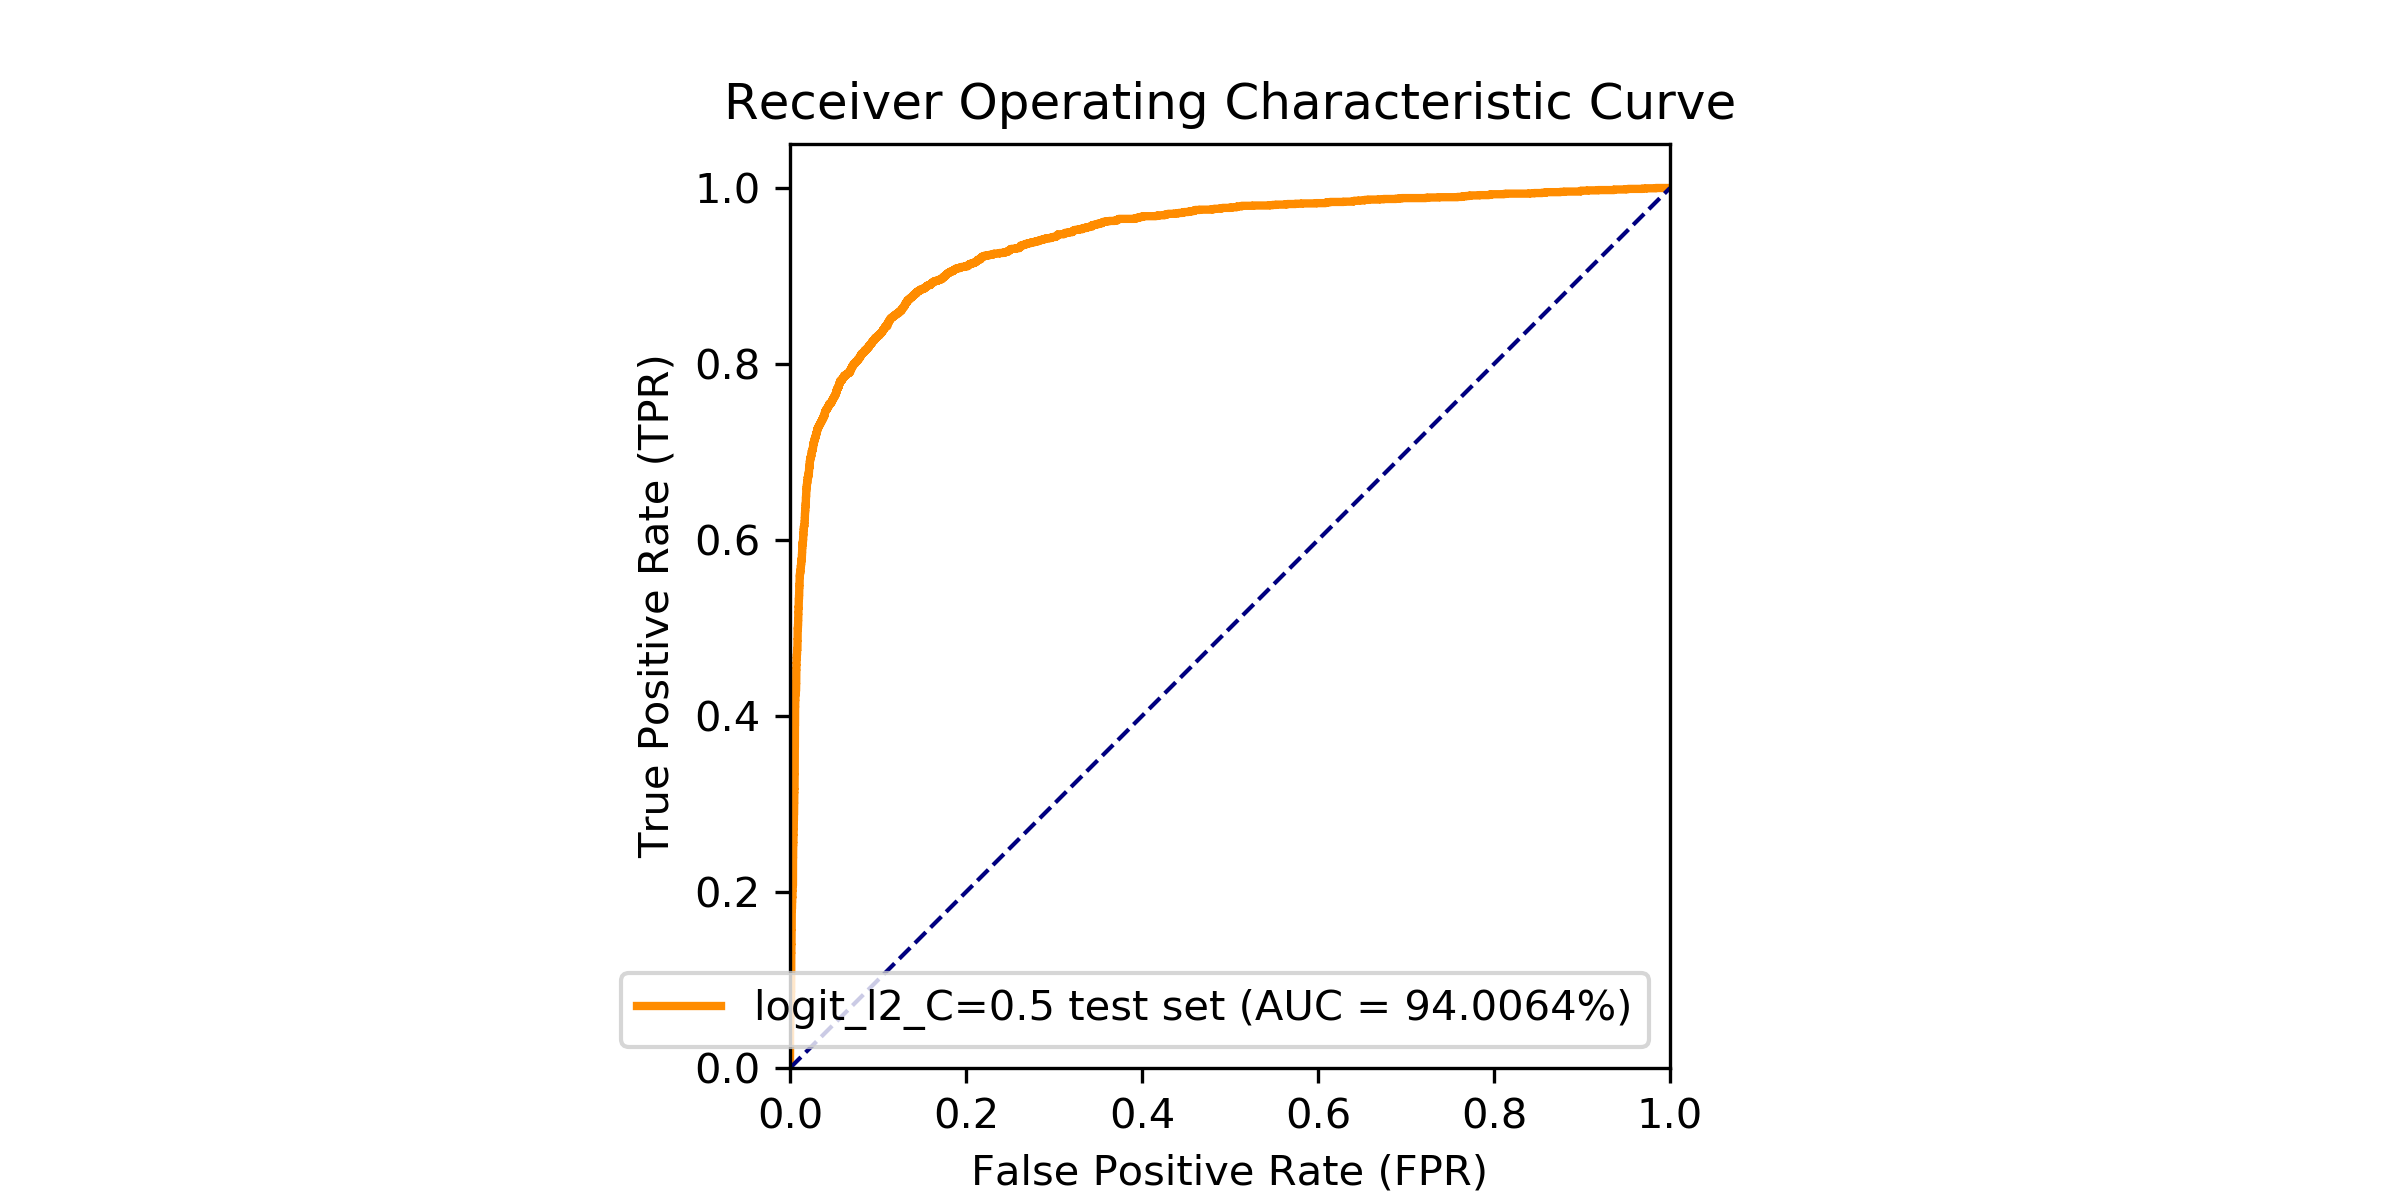 Receiver Operating Characteristic Curve
1.0
0.8
0.6
0.4
0.2
0.0
True Positive Rate (TPR)
logit_l2_C=0.5 test set (AUC = 94.0064%)
0.0 0.2 0.4 0.6 0.8 1.0
False Positive Rate (FPR)